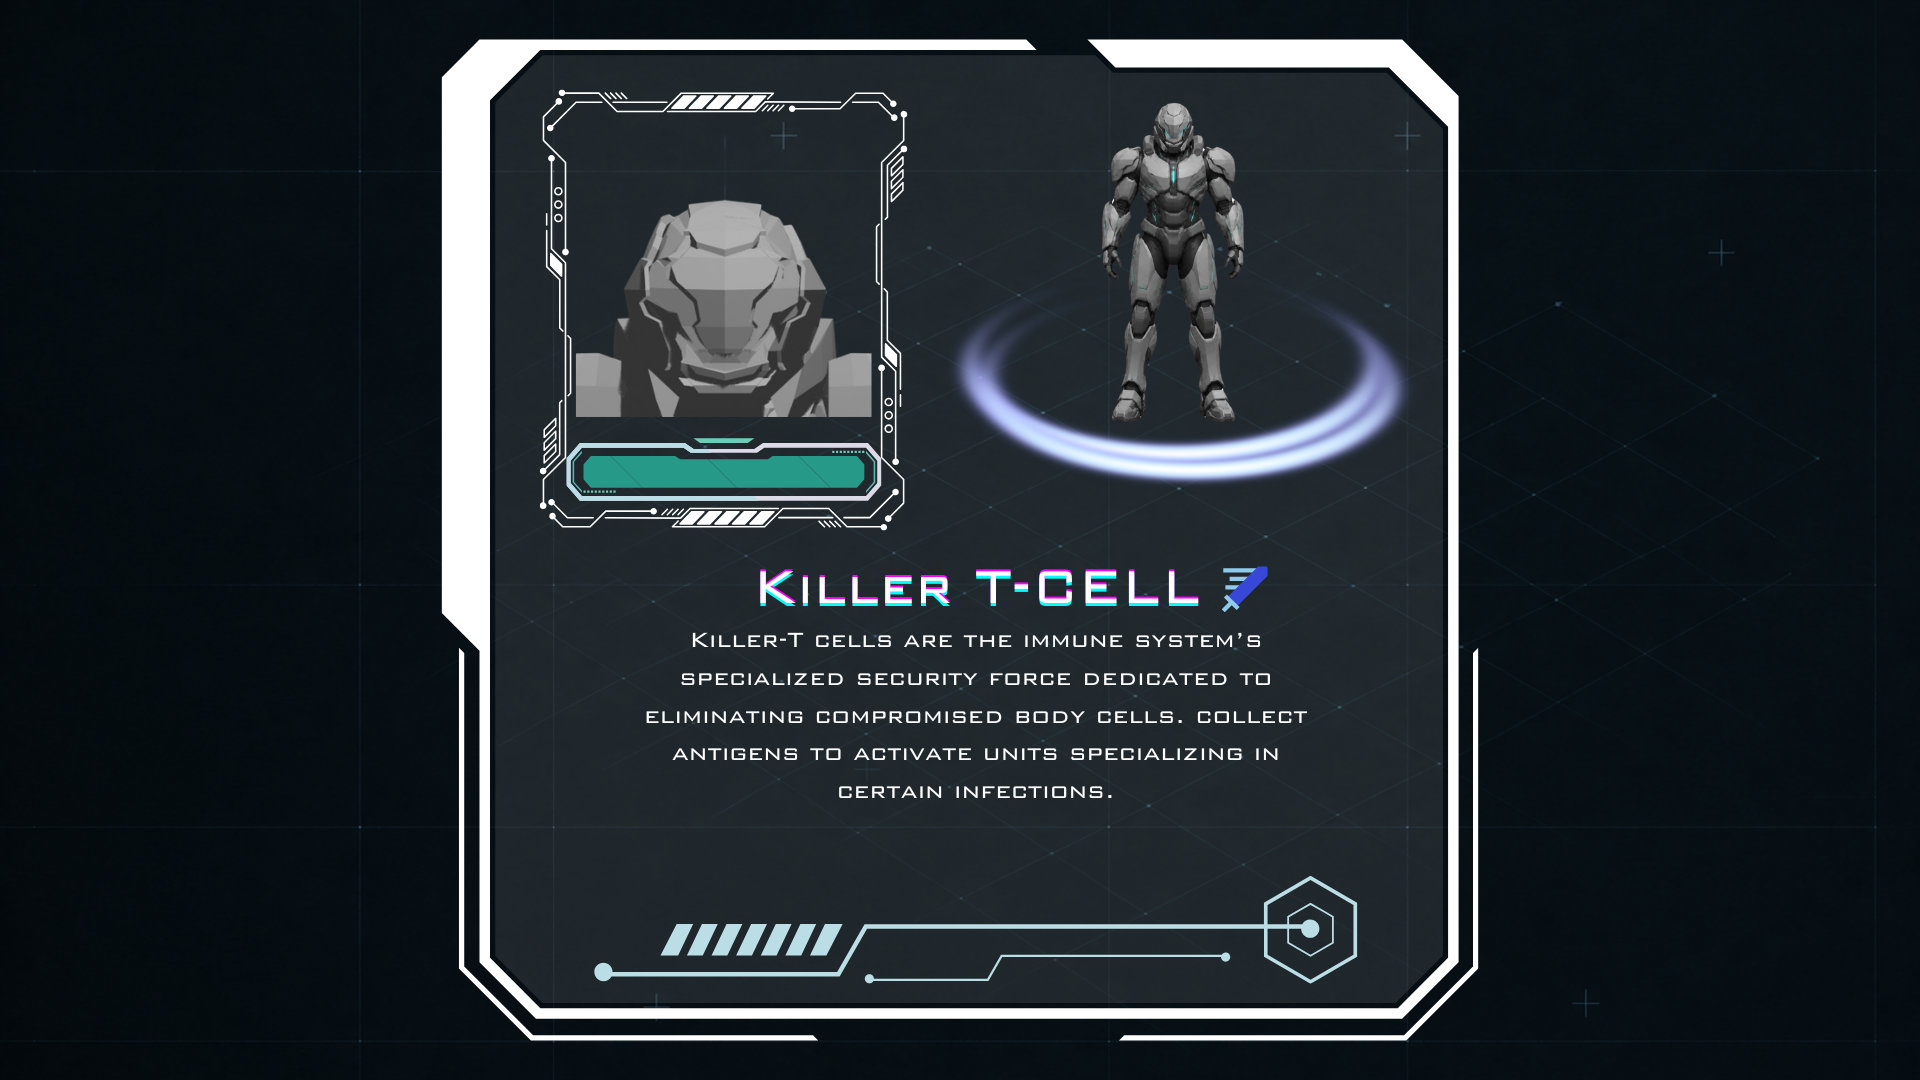 Killer T-CELL
Killer-T cells are the immune system’s
specialized security force dedicated to
eliminating compromised body cells. Collect
antigens to activate units specializing in
certain infections.